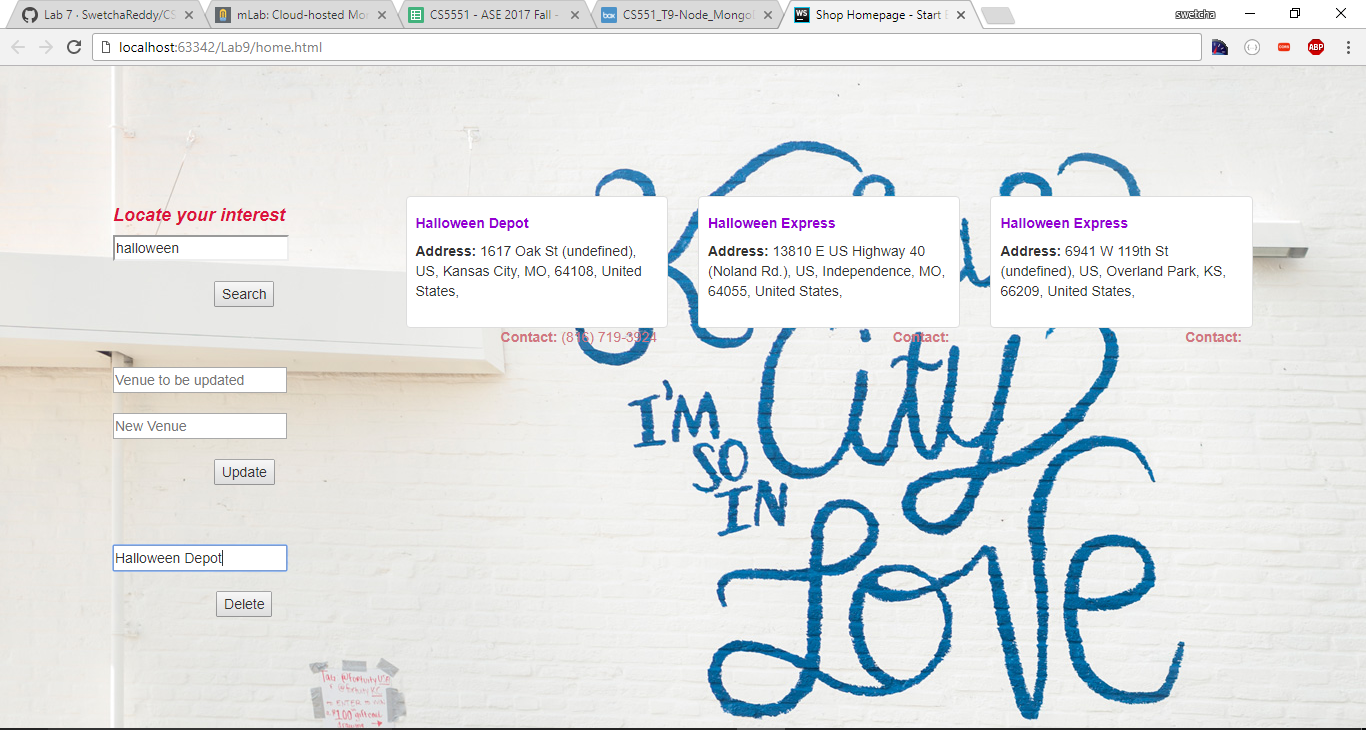 Lab 7 · SwetchaReddy/CS
mLab: Cloud-hosted Mo
CS5551 - ASE 2017 Fall -
CS551_T9-Node_Mongo
Shop Homepage - Start
swetcha
localhost:63342/Lab9/home.html
ABP
Locate your interest
halloween
Search
Venue to be updated
New Venue
Update
Halloween Depot
Delete
Halloween Depot
Address: 1617 Oak St (undefined),
US, Kansas City, MO, 64108, United
States,
Contact: (816) 719-3924
Halloween Express
Address: 13810 E US Highway 40
(Noland Rd.), US, Independence, MO,
64055, United States,
Contact:
Halloween Express
Address: 6941 W 119th St
(undefined), US, Overland Park, KS,
66209, United States,
Contact:
City
I'M
SO
IN
Love